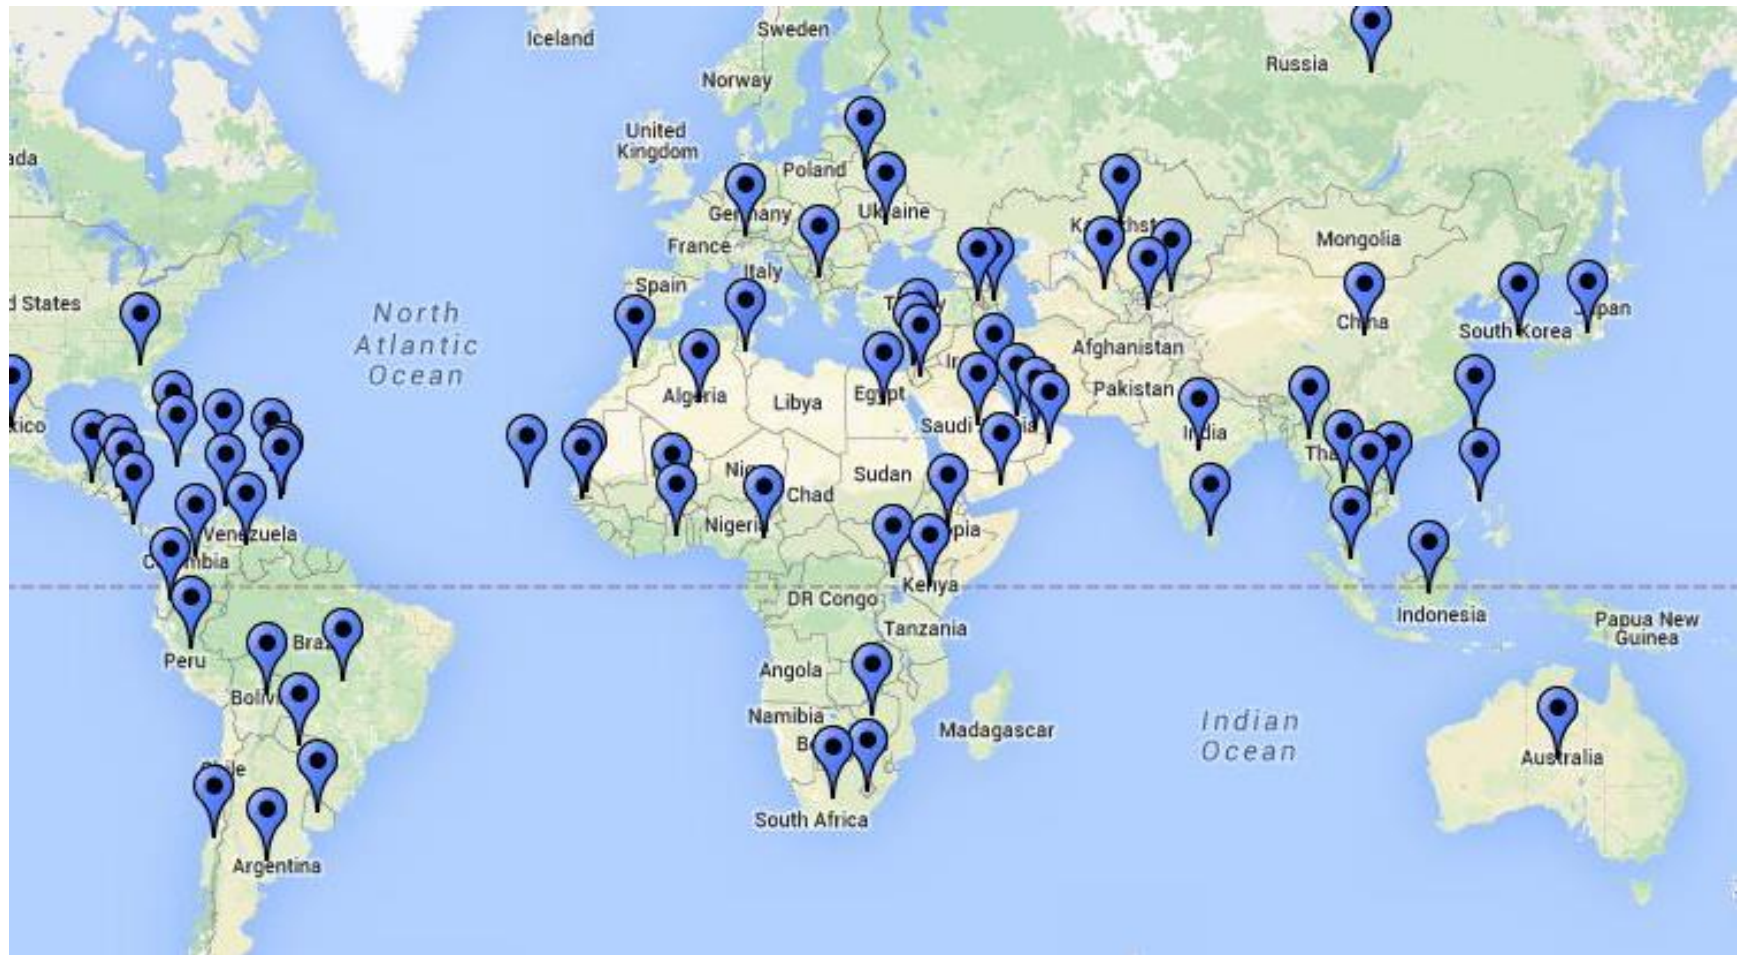 Iceland
Sweden
Norway
Russia
United
Kingdom
ada
Poland
Germany
Ukraine
France
Mongolia
Italy
Spain
d States
North
Atlantic
Ocean
China
South Korea
Afghanistan
Pakistan
Algeria
Libya
Egypt
India
Saudi
Sudan
Chad
Nigeria
Venezuela
Kenya
DR Congo
Tanzania
Indonesia
Papua New
Guinea
Peru
Angola
Namibia
Madagascar
Indian
Ocean
Australia
South Africa
Argentina